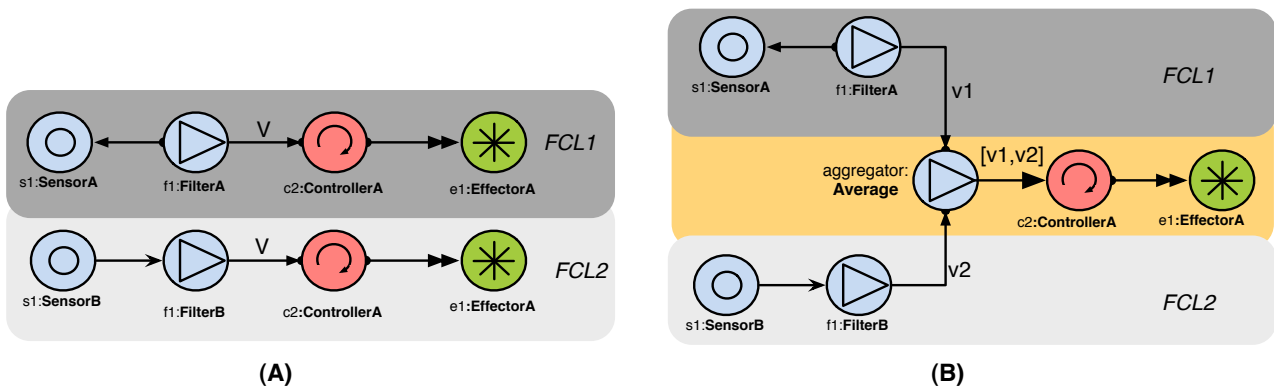 V
FCL1
s1:SensorA
f1:FilterA
c2:ControllerA
e1:EffectorA
V
FCL2
s1:SensorB
f1:FilterB
c2:ControllerA
e1:EffectorA
(A)
FCL1
s1:SensorA
f1:FilterA
v1
[v1,v2]
aggregator:
Average
c2:ControllerA
e1:EffectorA
v2
FCL2
s1:SensorB
f1:FilterB
(B)